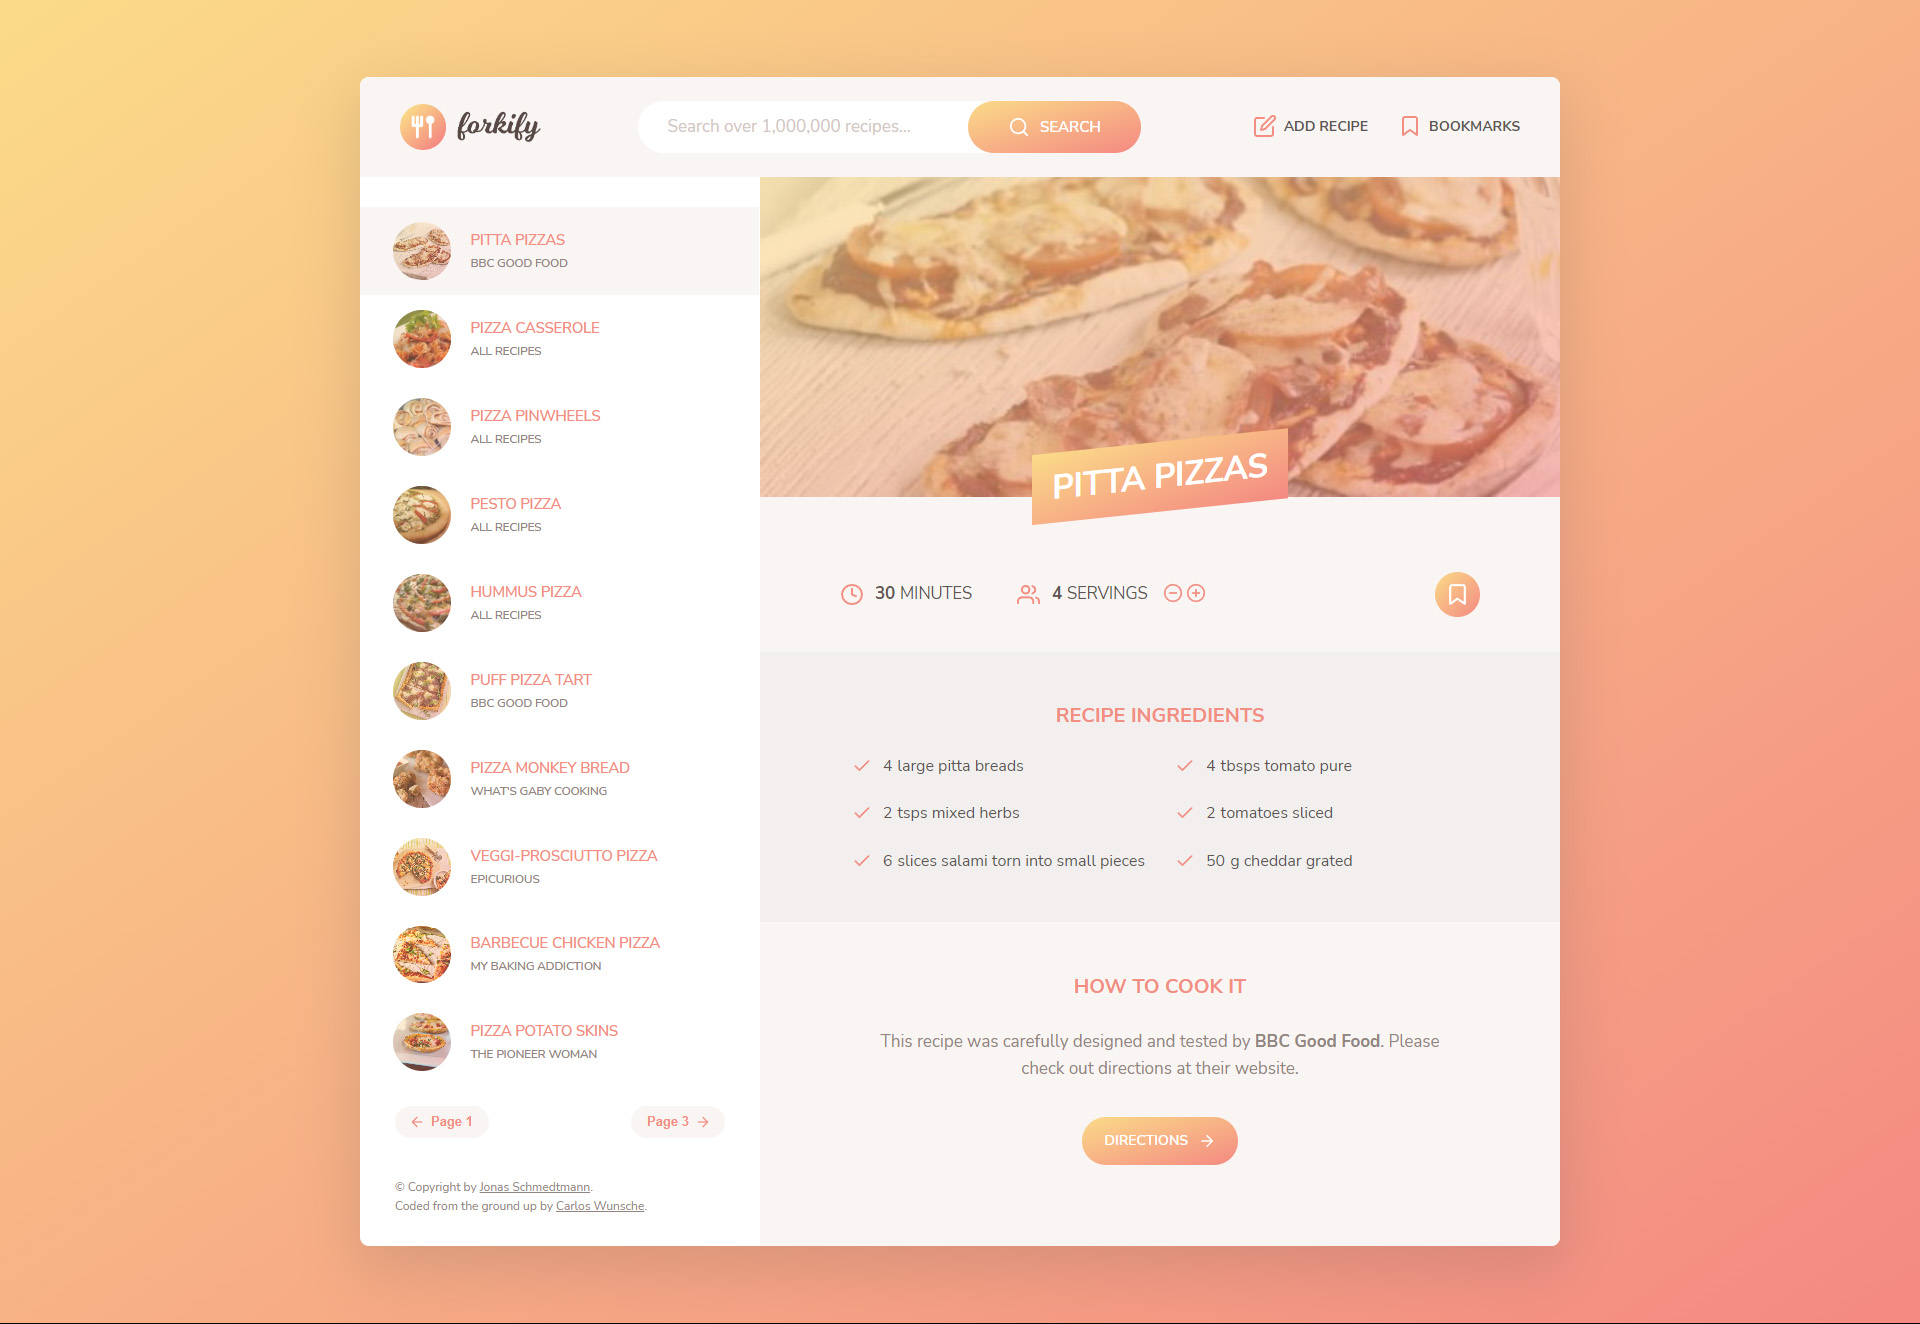 forkify
Search over 1,000,000 recipes...
SEARCH
ADD RECIPE
BOOKMARKS
PITTA PIZZAS
BBC GOOD FOOD
PIZZA CASSEROLE
ALL RECIPES
PIZZA PINWHEELS
ALL RECIPES
PESTO PIZZA
ALL RECIPES
HUMMUS PIZZA
ALL RECIPES
PUFF PIZZA TART
BBC GOOD FOOD
PIZZA MONKEY BREAD
WHAT'S GABY COOKING
VEGGI-PROSCIUTTO PIZZA
EPICURIOUS
BARBECUE CHICKEN PIZZA
MY BAKING ADDICTION
PIZZA POTATO SKINS
THE PIONEER WOMAN
Page 1
Page 3
© Copyright by Jonas Schmedtmann.
Coded from the ground up by Carlos Wunsche.
PITTA PIZZAS
30 MINUTES
4 SERVINGS
RECIPE INGREDIENTS
4 large pitta breads
4 tbsps tomato pure
2 tsps mixed herbs
2 tomatoes sliced
6 slices salami torn into small pieces
50 g cheddar grated
HOW TO COOK IT
This recipe was carefully designed and tested by BBC Good Food. Please
check out directions at their website.
DIRECTIONS